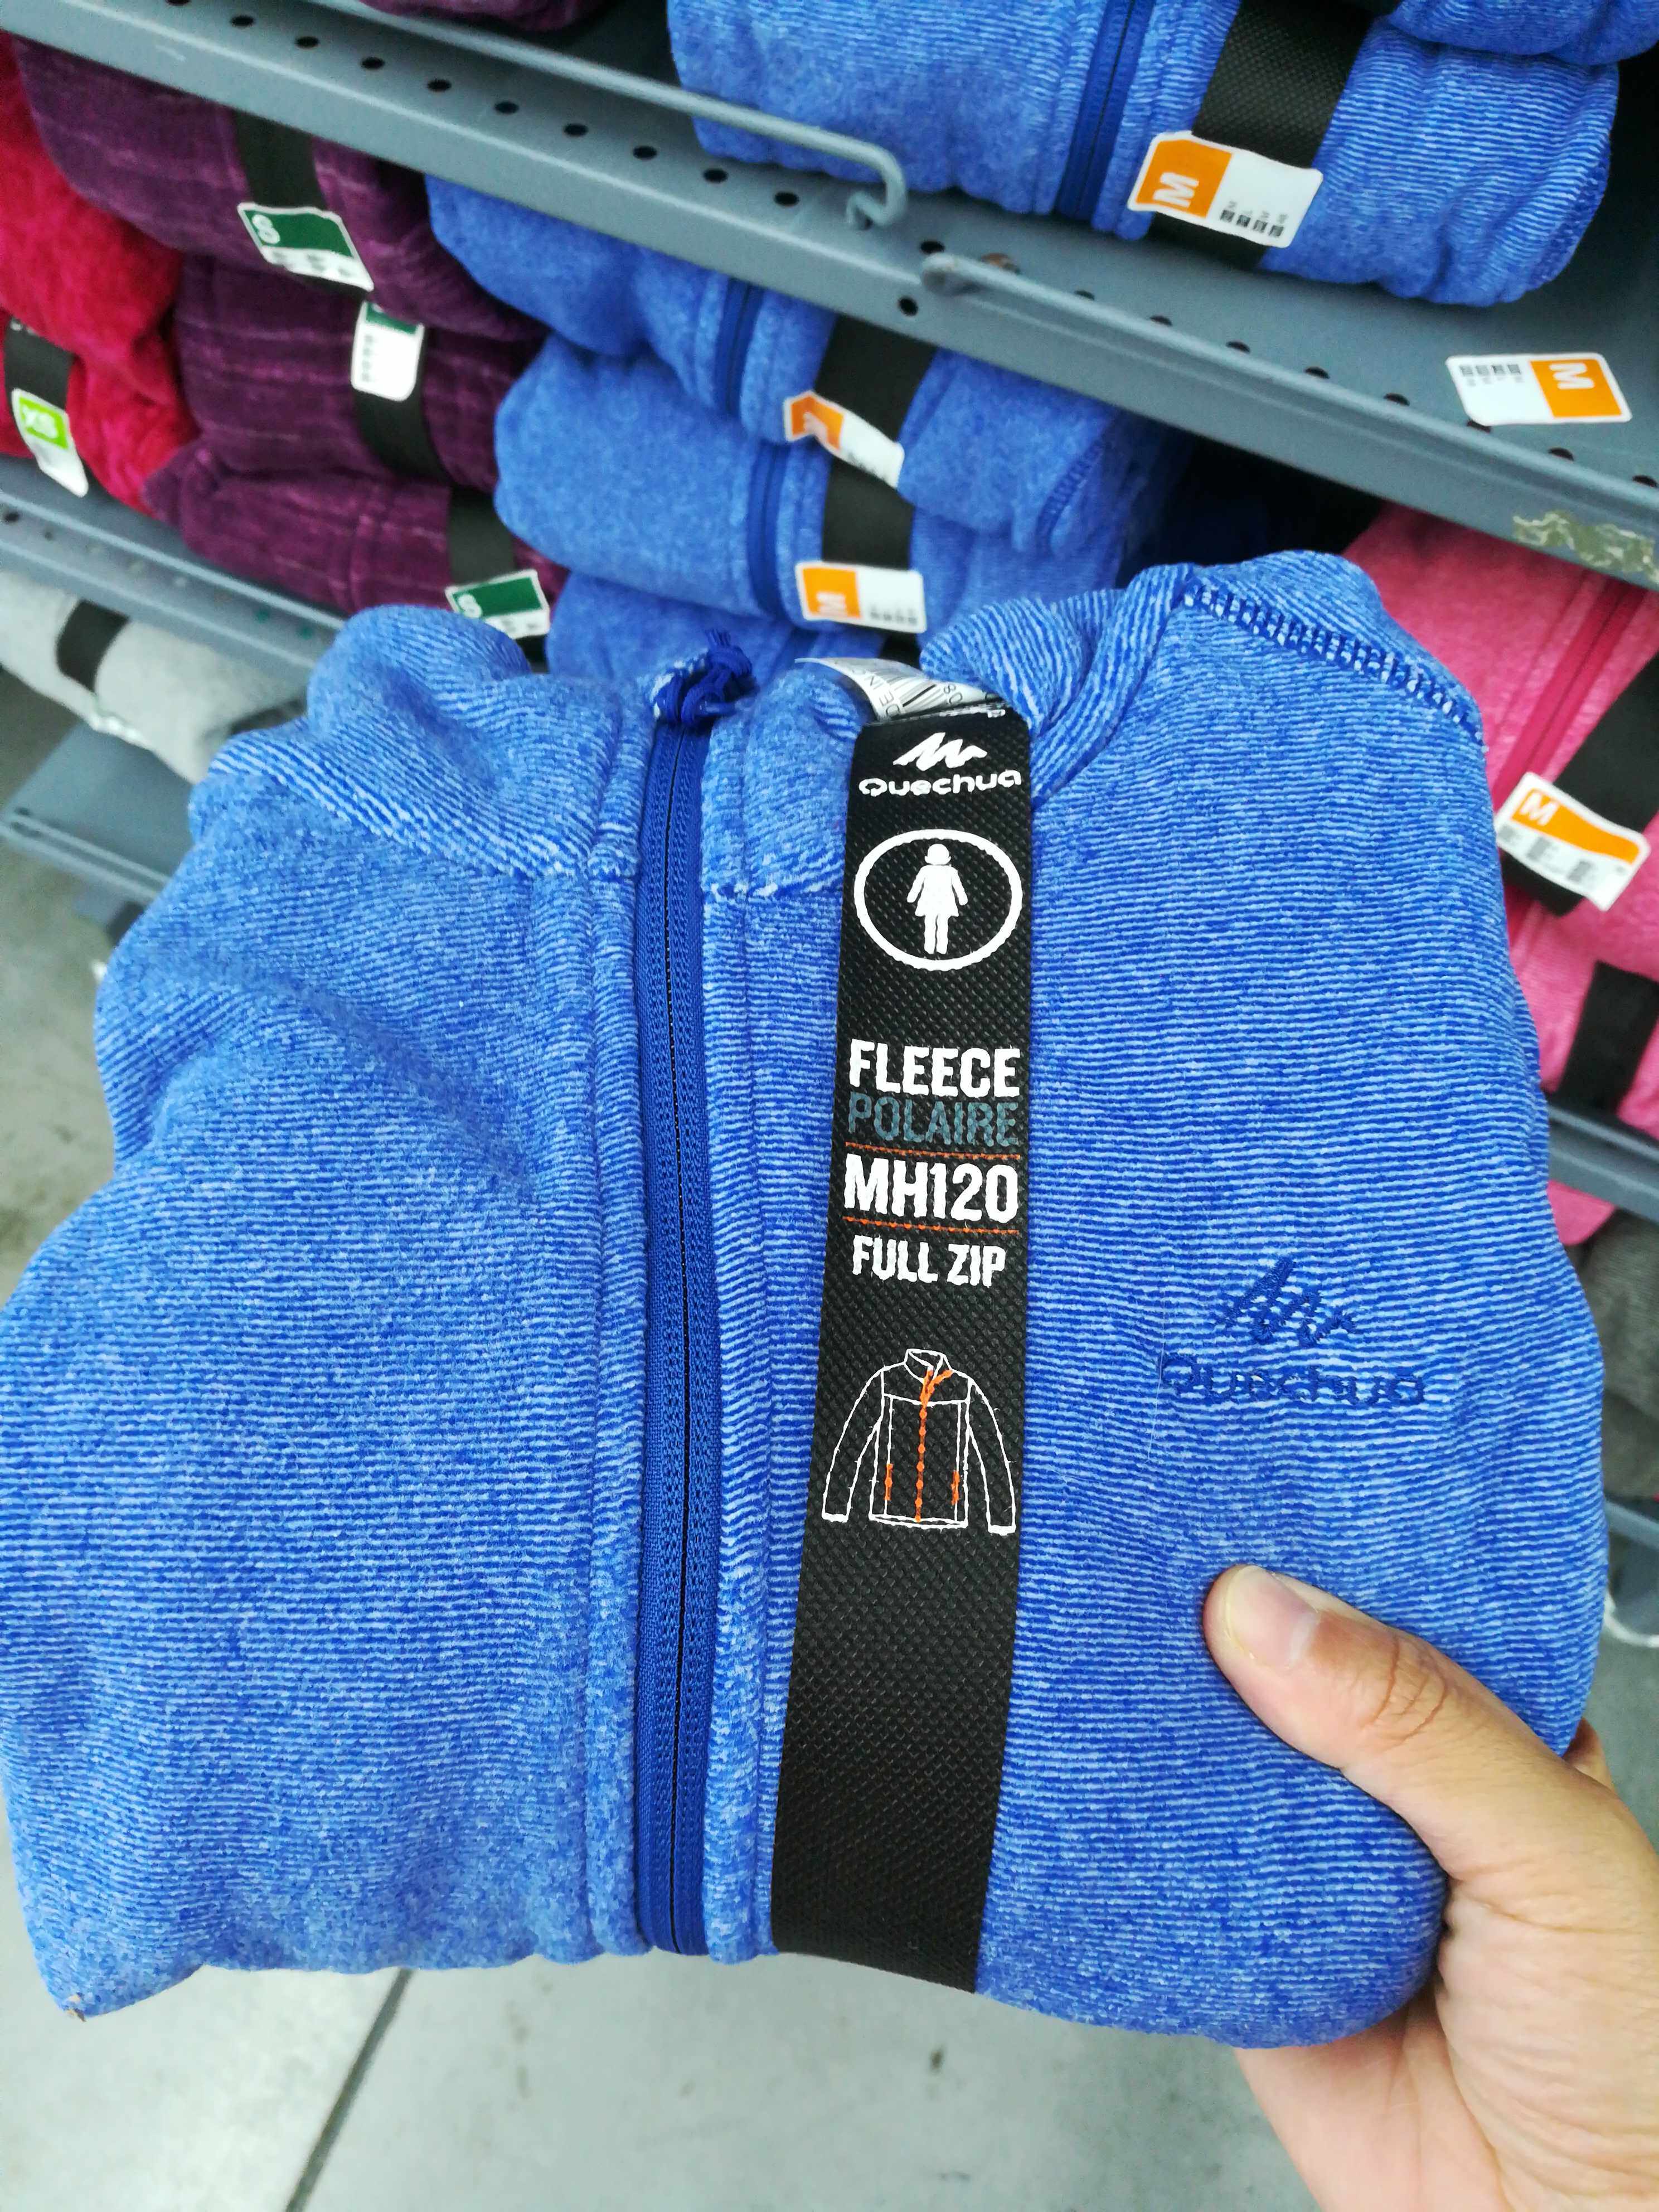 M
S
M
XS
M
M
S
M
Quechua
FLEECE
POLAIRE
MH120
FULL ZIP
Quechua